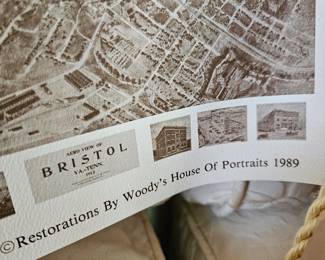 AERO VIEW OF
BRISTOL
VA.-TENN.
1912
© Restorations By Woody's House Of Portraits 1989